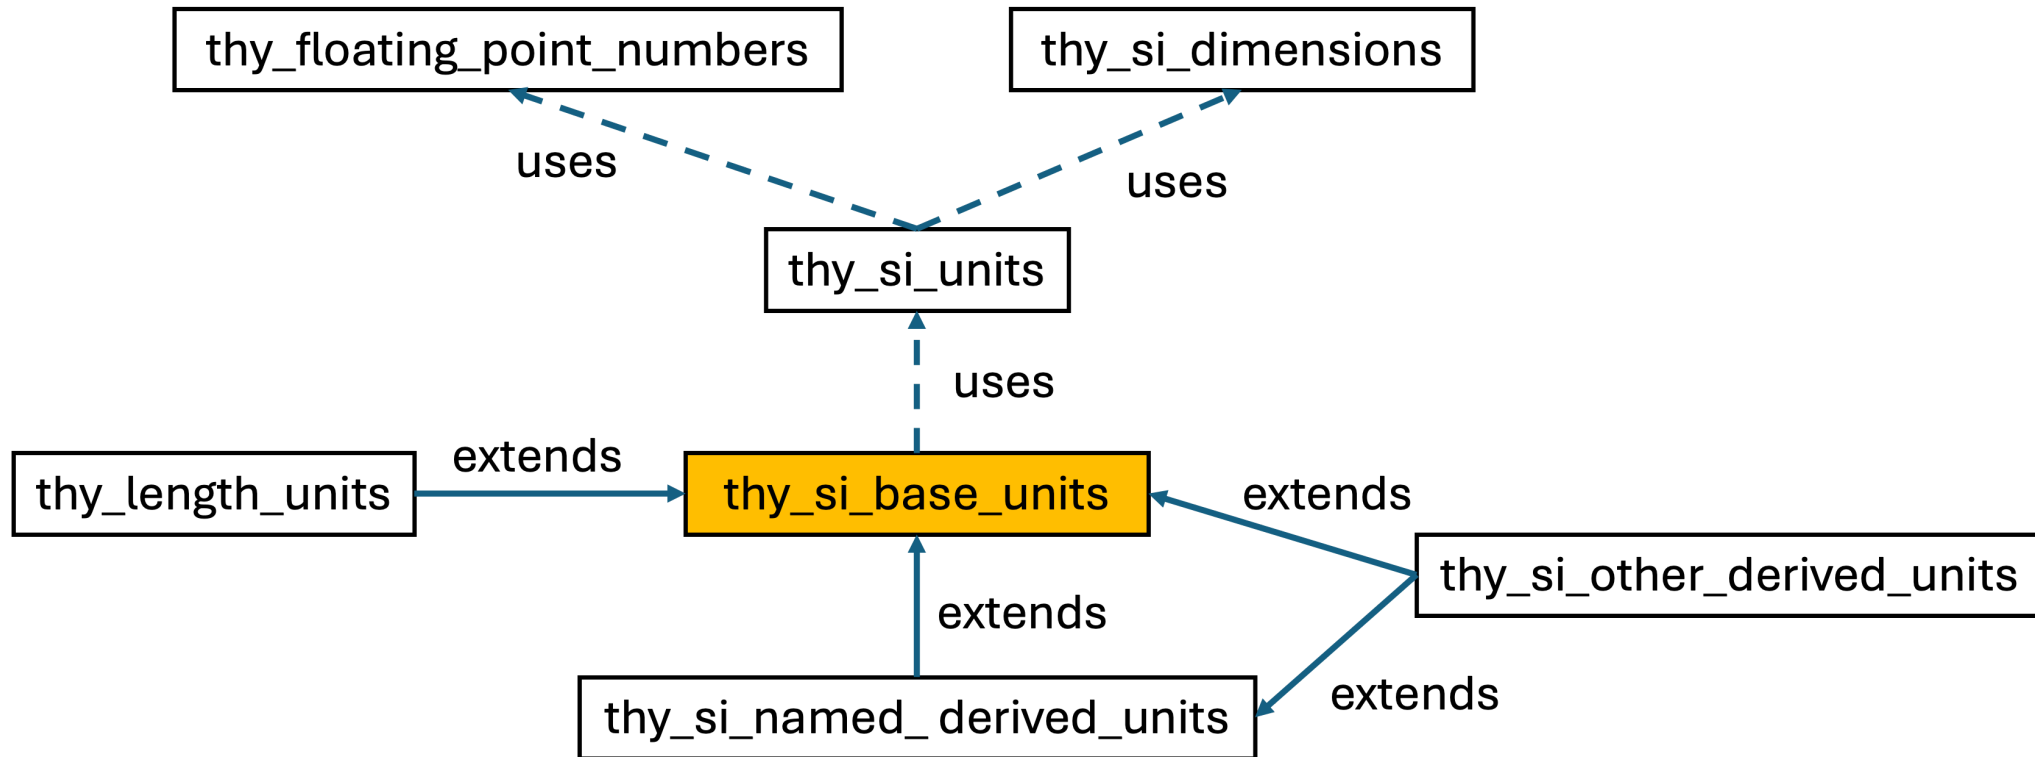 thy_floating_point_numbers
thy_si_dimensions
uses
uses
thy_si_units
uses
thy_length_units
extends
thy_si_base_units
extends
thy_si_other_derived_units
extends
extends
thy_si_named_ derived_units